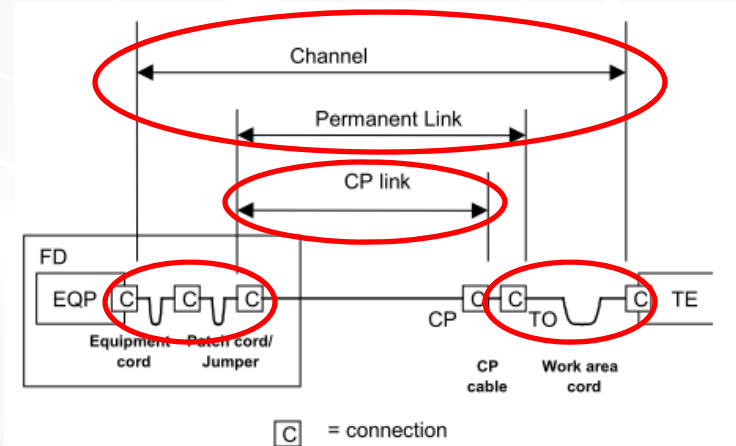 Channel
Permanent Link
CP link
FD
EQP C C C C C C TE
CP TO
Equipment Patch cord/ 
cord Jumper
CP Work area
cable cord
C = connection